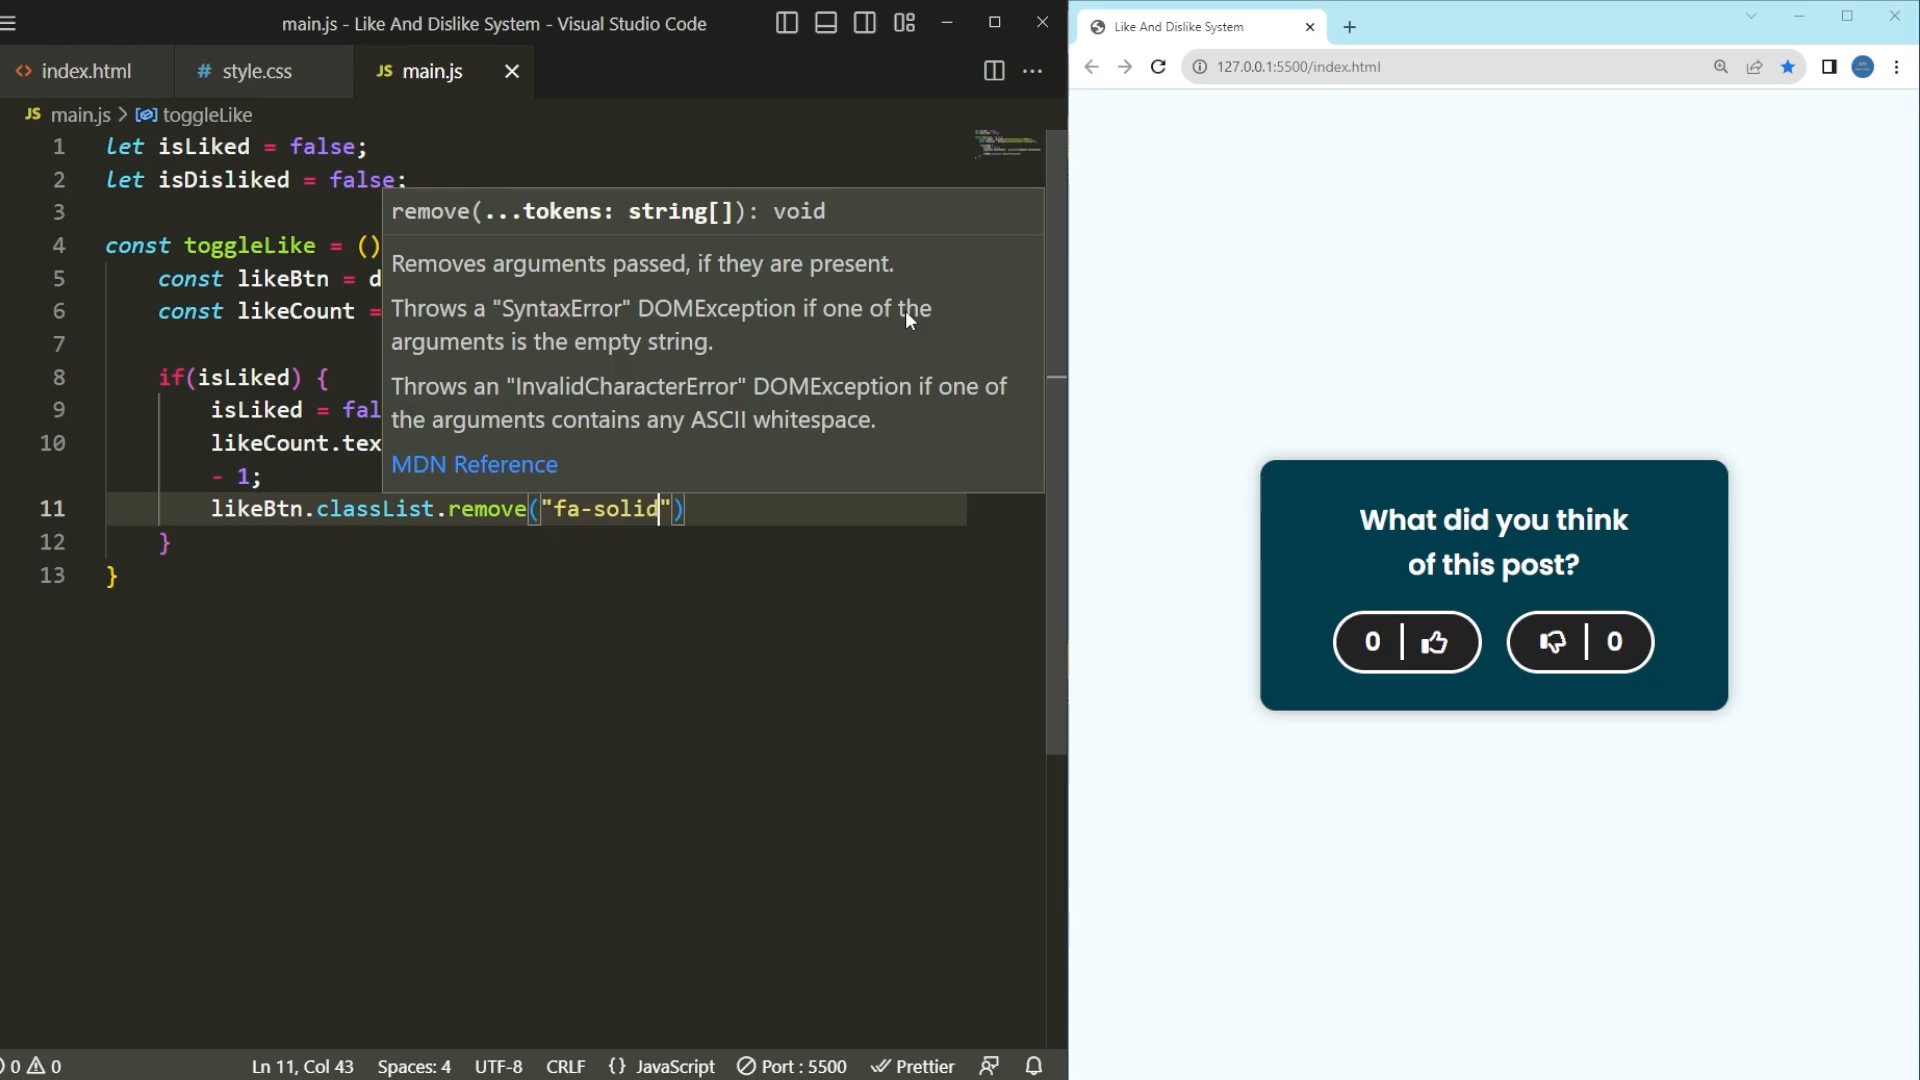 main.js - Like And Dislike System - Visual Studio Code
index.html
# style.css
JS main.js
JS main.js > toggleLike
1 let isLiked = false;
2 let isDisliked = false;
3
4 const toggleLike = ()
5 const likeBtn = d
6 const likeCount =
7
8 if(isLiked) {
9 isLiked = fal
10 likeCount.tex
- 1;
11 likeBtn.classList.remove("fa-solid")
12 }
13 }
remove(...tokens: string[]): void
Removes arguments passed, if they are present.
Throws a "SyntaxError" DOMException if one of the
arguments is the empty string.
Throws an "InvalidCharacterError" DOMException if one of
the arguments contains any ASCII whitespace.
MDN Reference
0 0 Ln 11, Col 43 Spaces: 4 UTF-8 CRLF {} JavaScript Port : 5500 Prettier
Like And Dislike System
127.0.0.1:5500/index.html
What did you think
of this post?
0 0